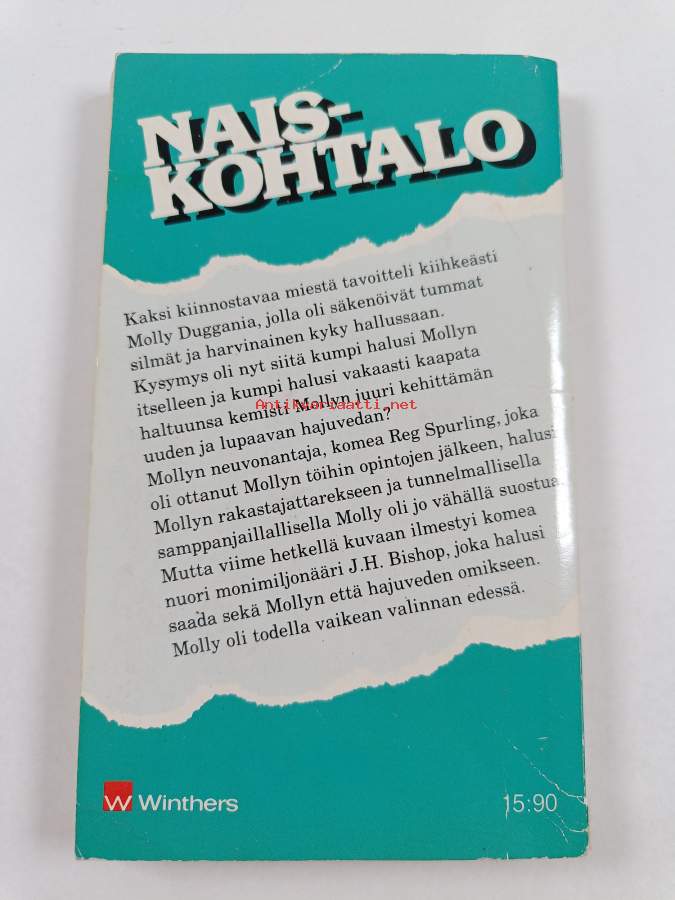 NAIS-
KOHTALO
Kaksi kiinnostavaa miestä tavoitteli kiihkeästi
Molly Duggania, jolla oli säkenöivät tummat
silmät ja harvinainen kyky hallussaan.
Kysymys oli nyt siitä kumpi halusi Mollyn
itselleen ja kumpi halusi vakaasti kaapata
haltuunsa kemisti Mollyn juuri kehittämän
uuden ja lupaavan hajuvedan?
Antikvariaatti.net
Mollyn neuvonantaja, komea Reg Spurling, joka
oli ottanut Mollyn töihin opintojen jälkeen, halusi
Mollyn rakastajattarekseen ja tunnelmallisella
samppanjaillallisella Molly oli jo vähällä suostua.
Mutta viime hetkellä kuvaan ilmestyi komea
nuori monimiljonääri J.H. Bishop, joka halusi
saada sekä Mollyn että hajuveden omikseen.
Molly oli todella vaikean valinnan edessä.
W Winthers
15:90